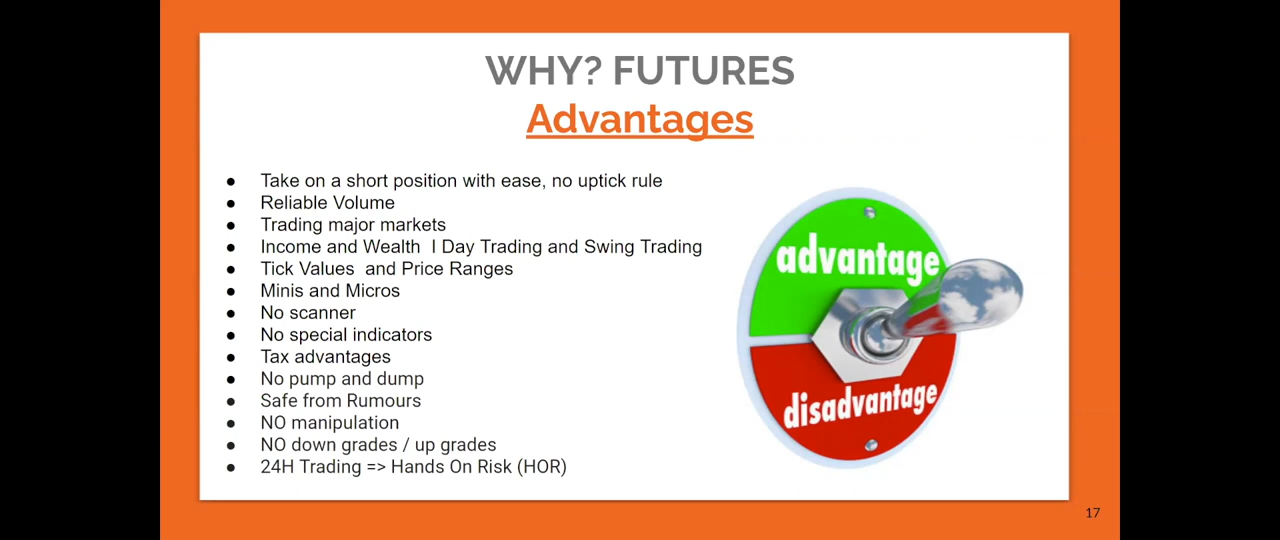 WHY? FUTURES
Advantages
● Take on a short position with ease, no uptick rule
● Reliable Volume
● Trading major markets
● Income and Wealth I Day Trading and Swing Trading
● Tick Values and Price Ranges
● Minis and Micros
● No scanner
● No special indicators
● Tax advantages
● No pump and dump
● Safe from Rumours
● NO manipulation
● NO down grades / up grades
● 24H Trading => Hands On Risk (HOR)
advantage
disadvantage
17